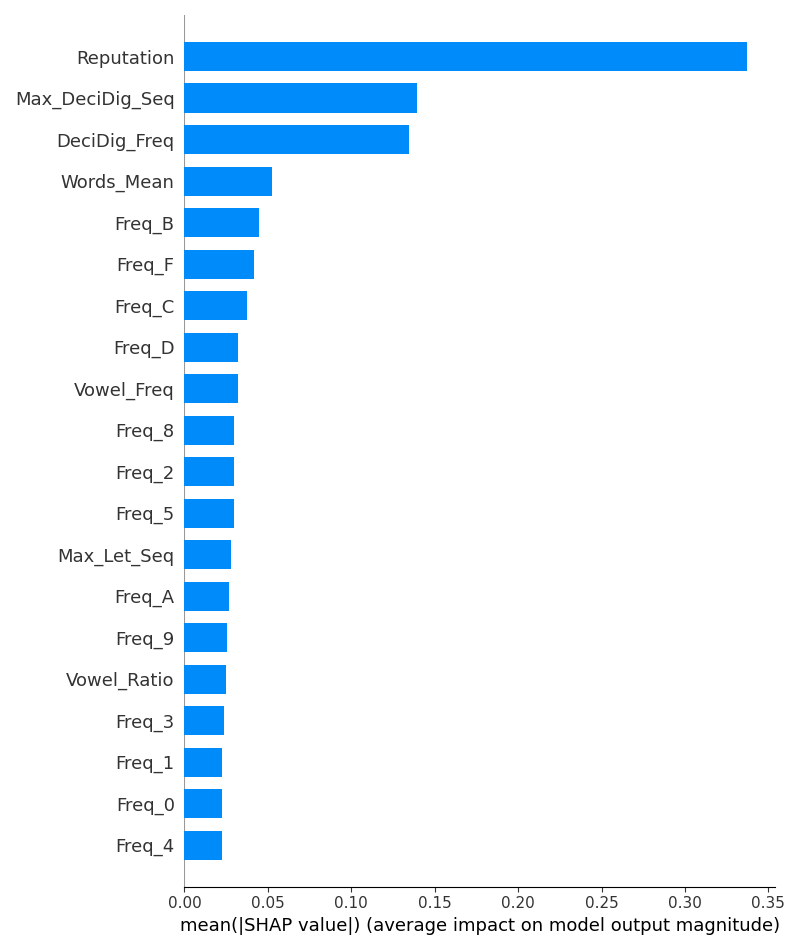 Reputation
Max_DeciDig_Seq
DeciDig_Freq
Words_Mean
Freq_B
Freq_F
Freq_C
Freq_D
Vowel_Freq
Freq_8
Freq_2
Freq_5
Max_Let_Seq
Freq_A
Freq_9
Vowel_Ratio
Freq_3
Freq_1
Freq_0
Freq_4
0.00 0.05 0.10 0.15 0.20 0.25 0.30 0.35
mean(|SHAP value|) (average impact on model output magnitude)